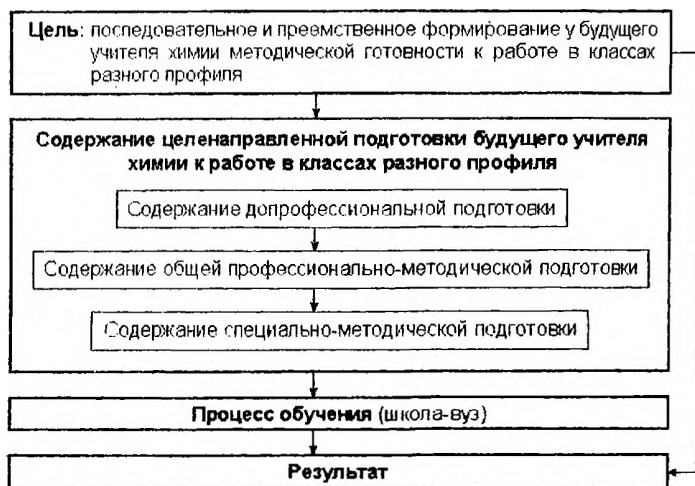 Цель: последовательное и преемственное формирование у будущего
учителя химии методической готовности к работе в классах
разного профиля
Содержание целенаправленной подготовки будущего учителя
химии к работе в классах разного профиля
Содержание допрофессиональной подготовки
Содержание общей профессионально-методической подготовки
Содержание специально-методической подготовки
Процесс обучения (школа-вуз)
Результат